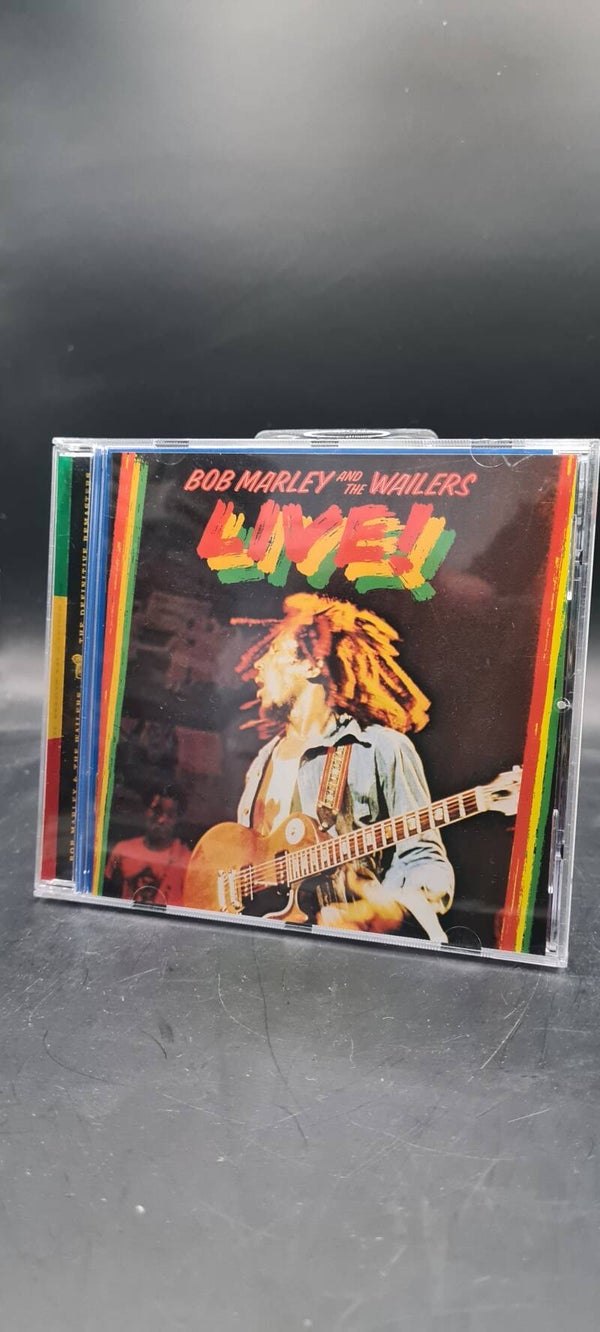 BOB MARLEY AND THE WAILERS
LIVE!
BOB MARLEY & THE WAILERS THE DEFINITIVE REMASTERS